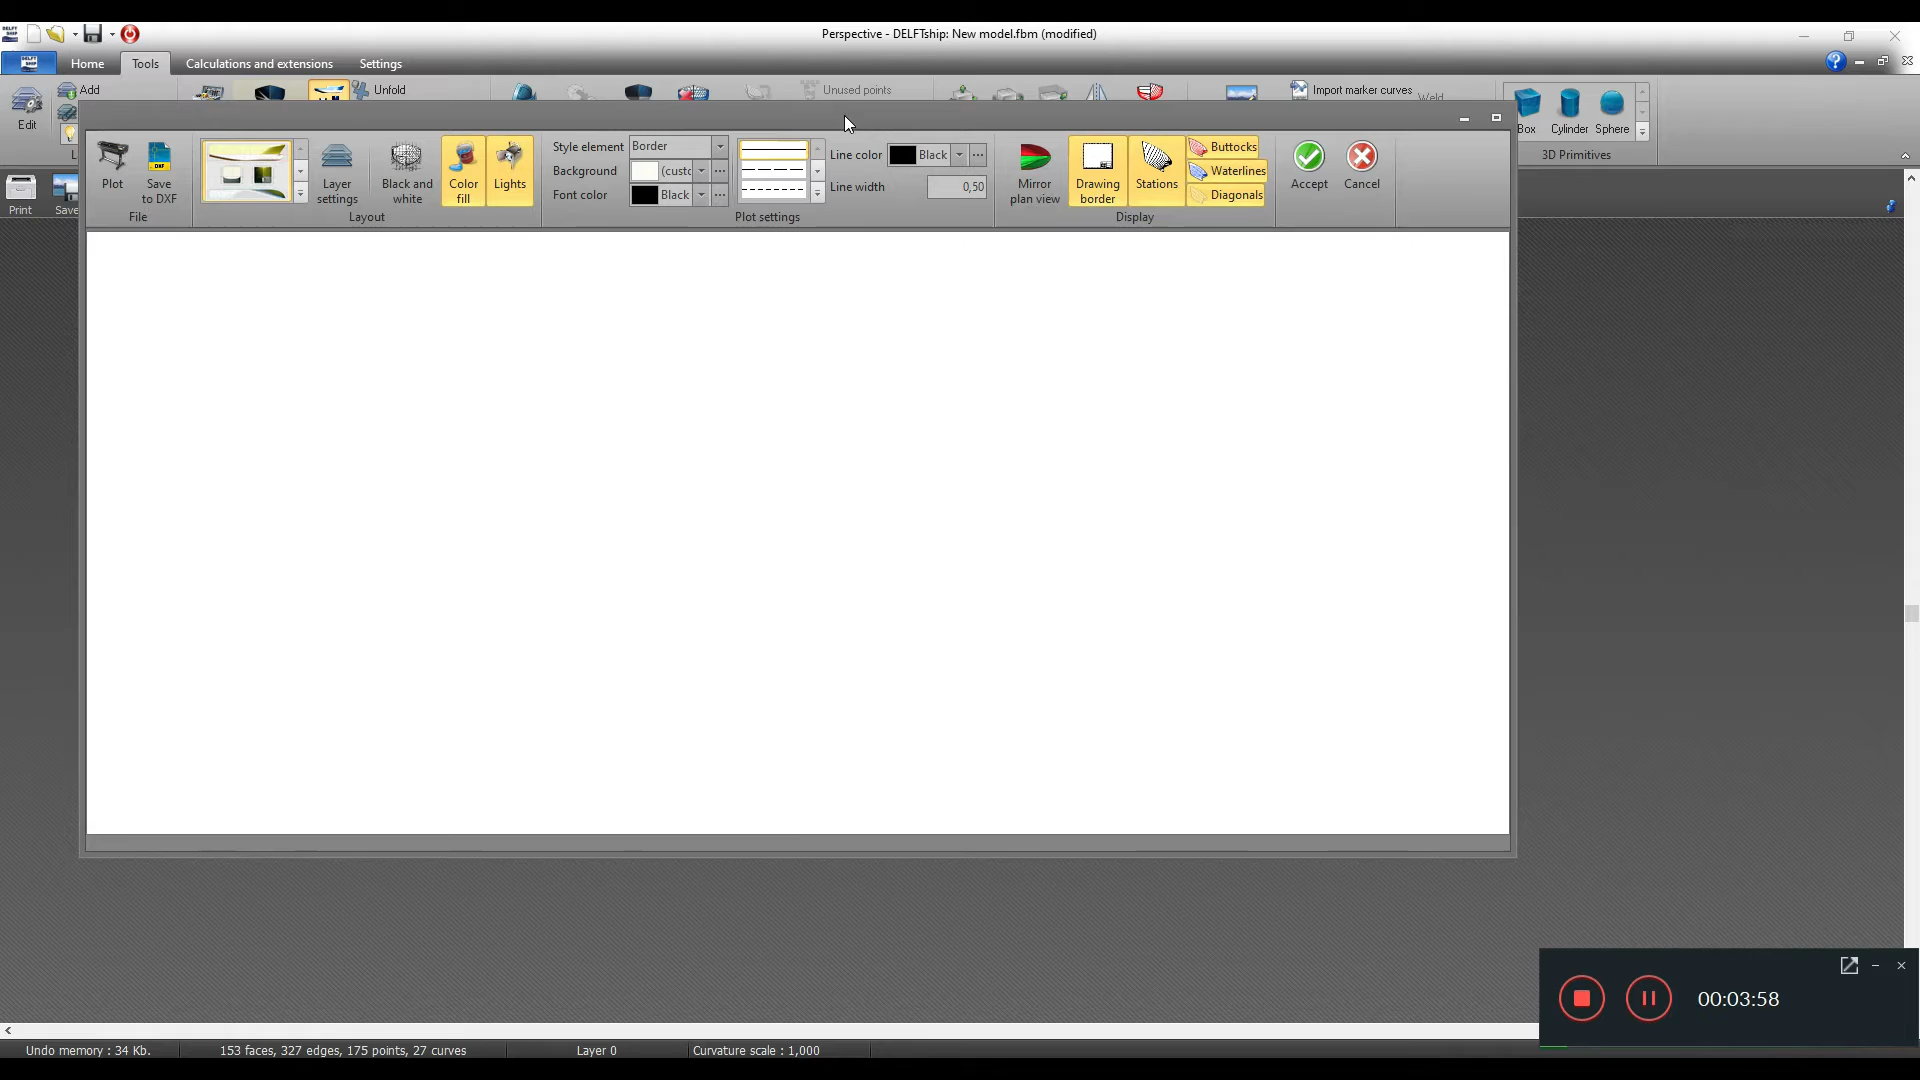 Perspective - DELFTship: New model.fbm (modified)
DELFT SHIP
Home
Tools
Calculations and extensions
Settings
Edit
Add
Unfold
Unused points
Import marker curves
Weld
Box
Cylinder
Sphere
3D Primitives
Print
Save
Plot
Save to DXF
File
Layer settings
Black and white
Color fill
Lights
Layout
Style element
Border
Background
(custc
Font color
Black
Line color
Black
Line width
0,50
Plot settings
Mirror plan view
Drawing border
Stations
Buttocks
Waterlines
Diagonals
Display
Accept
Cancel
00:03:58
Undo memory : 34 Kb.
153 faces, 327 edges, 175 points, 27 curves
Layer 0
Curvature scale : 1,000